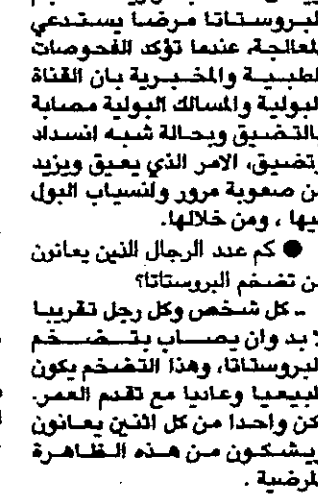 البروستاتا مرضا يستدعي
المعالجة، عندما تؤكد الفحوصات
الطبية والمخبرية بان القناة
البولية والمسالك البولية مصابة
بالتضيق وبحالة شبه انسداد
وتضيق، الامر الذي يعيق ويزيد
من صعوبة مرور وانسياب البول
فيها ، ومن خلالها.
● كم عدد الرجال الذين يعانون
من تضخم البروستاتا؟
ـ كل شخص وكل رجل تقريبا
لا بد وان يصاب بتضخم
البروستاتا، وهذا التضخم يكون
طبيعيا وعاديا مع تقدم العمر.
لكن واحدا من كل اثنين يعانون
ويشكون من هذه الظاهرة
المرضية .